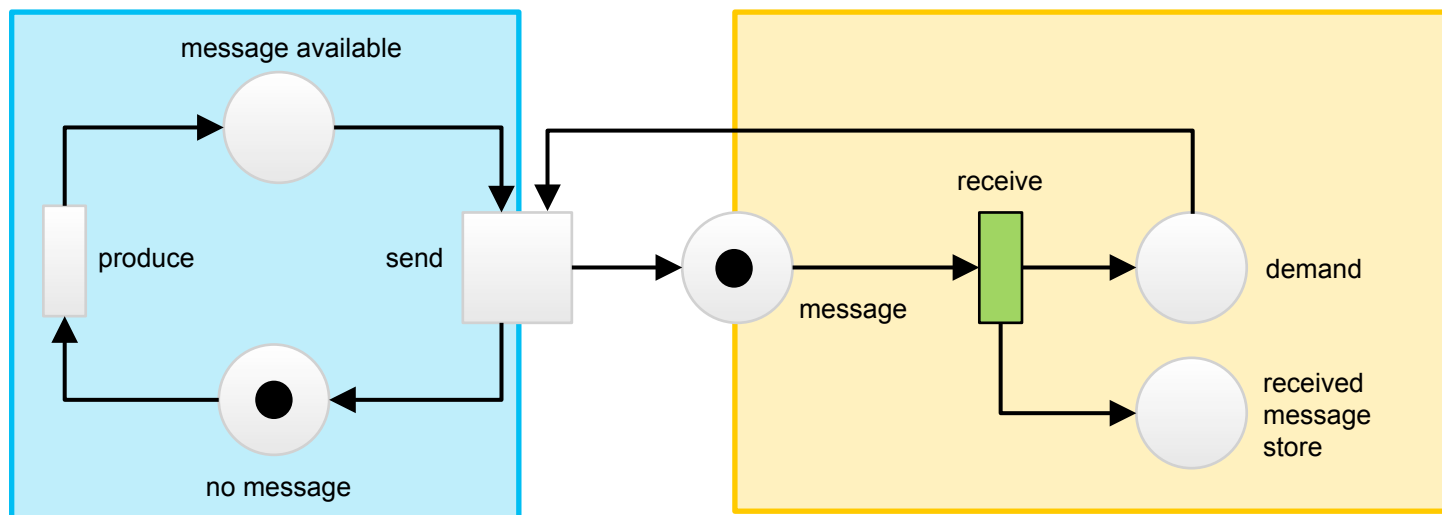 message available
receive
produce
send
demand
message
received
message
store
no message